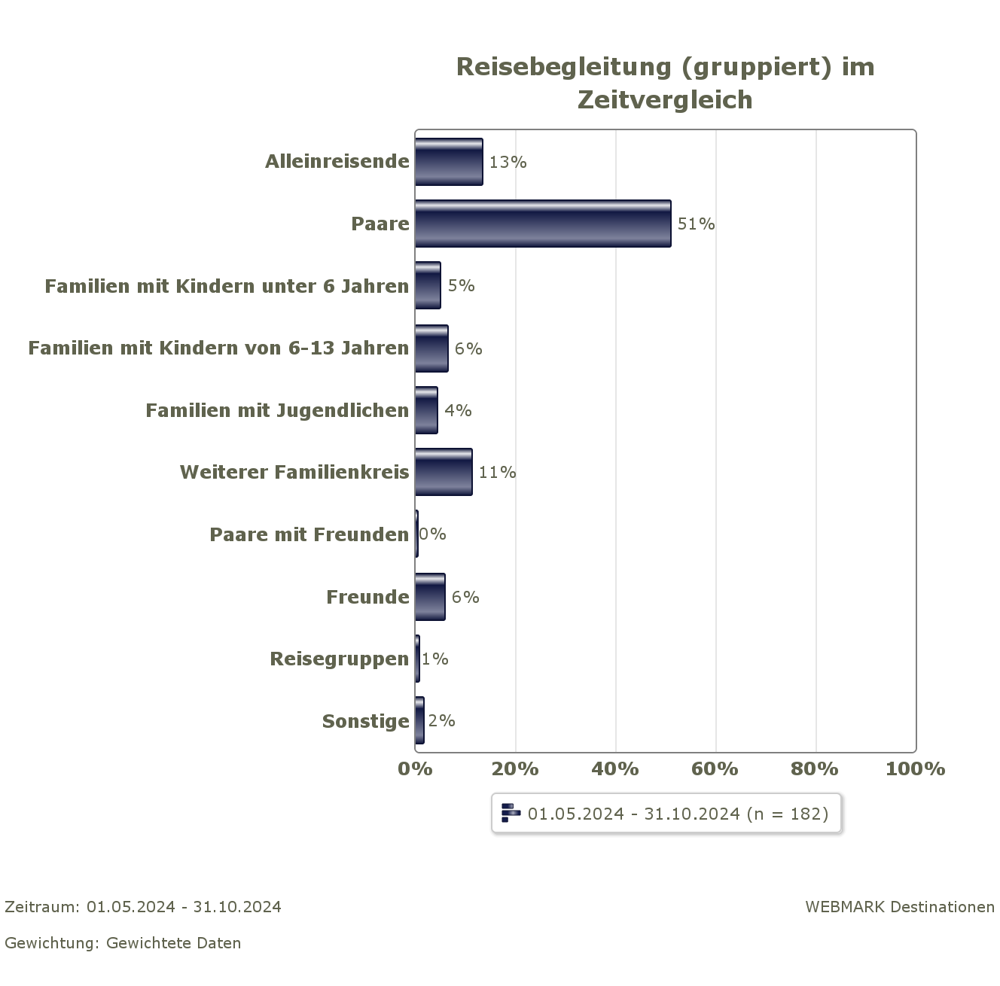 Reisebegleitung (gruppiert) im
Zeitvergleich
Alleinreisende 13%
Paare 51%
Familien mit Kindern unter 6 Jahren 5%
Familien mit Kindern von 6-13 Jahren 6%
Familien mit Jugendlichen 4%
Weiterer Familienkreis 11%
Paare mit Freunden 0%
Freunde 6%
Reisegruppen 1%
Sonstige 2%
0% 20% 40% 60% 80% 100%
01.05.2024 - 31.10.2024 (n = 182)
Zeitraum: 01.05.2024 - 31.10.2024 WEBMARK Destinationen
Gewichtung: Gewichtete Daten